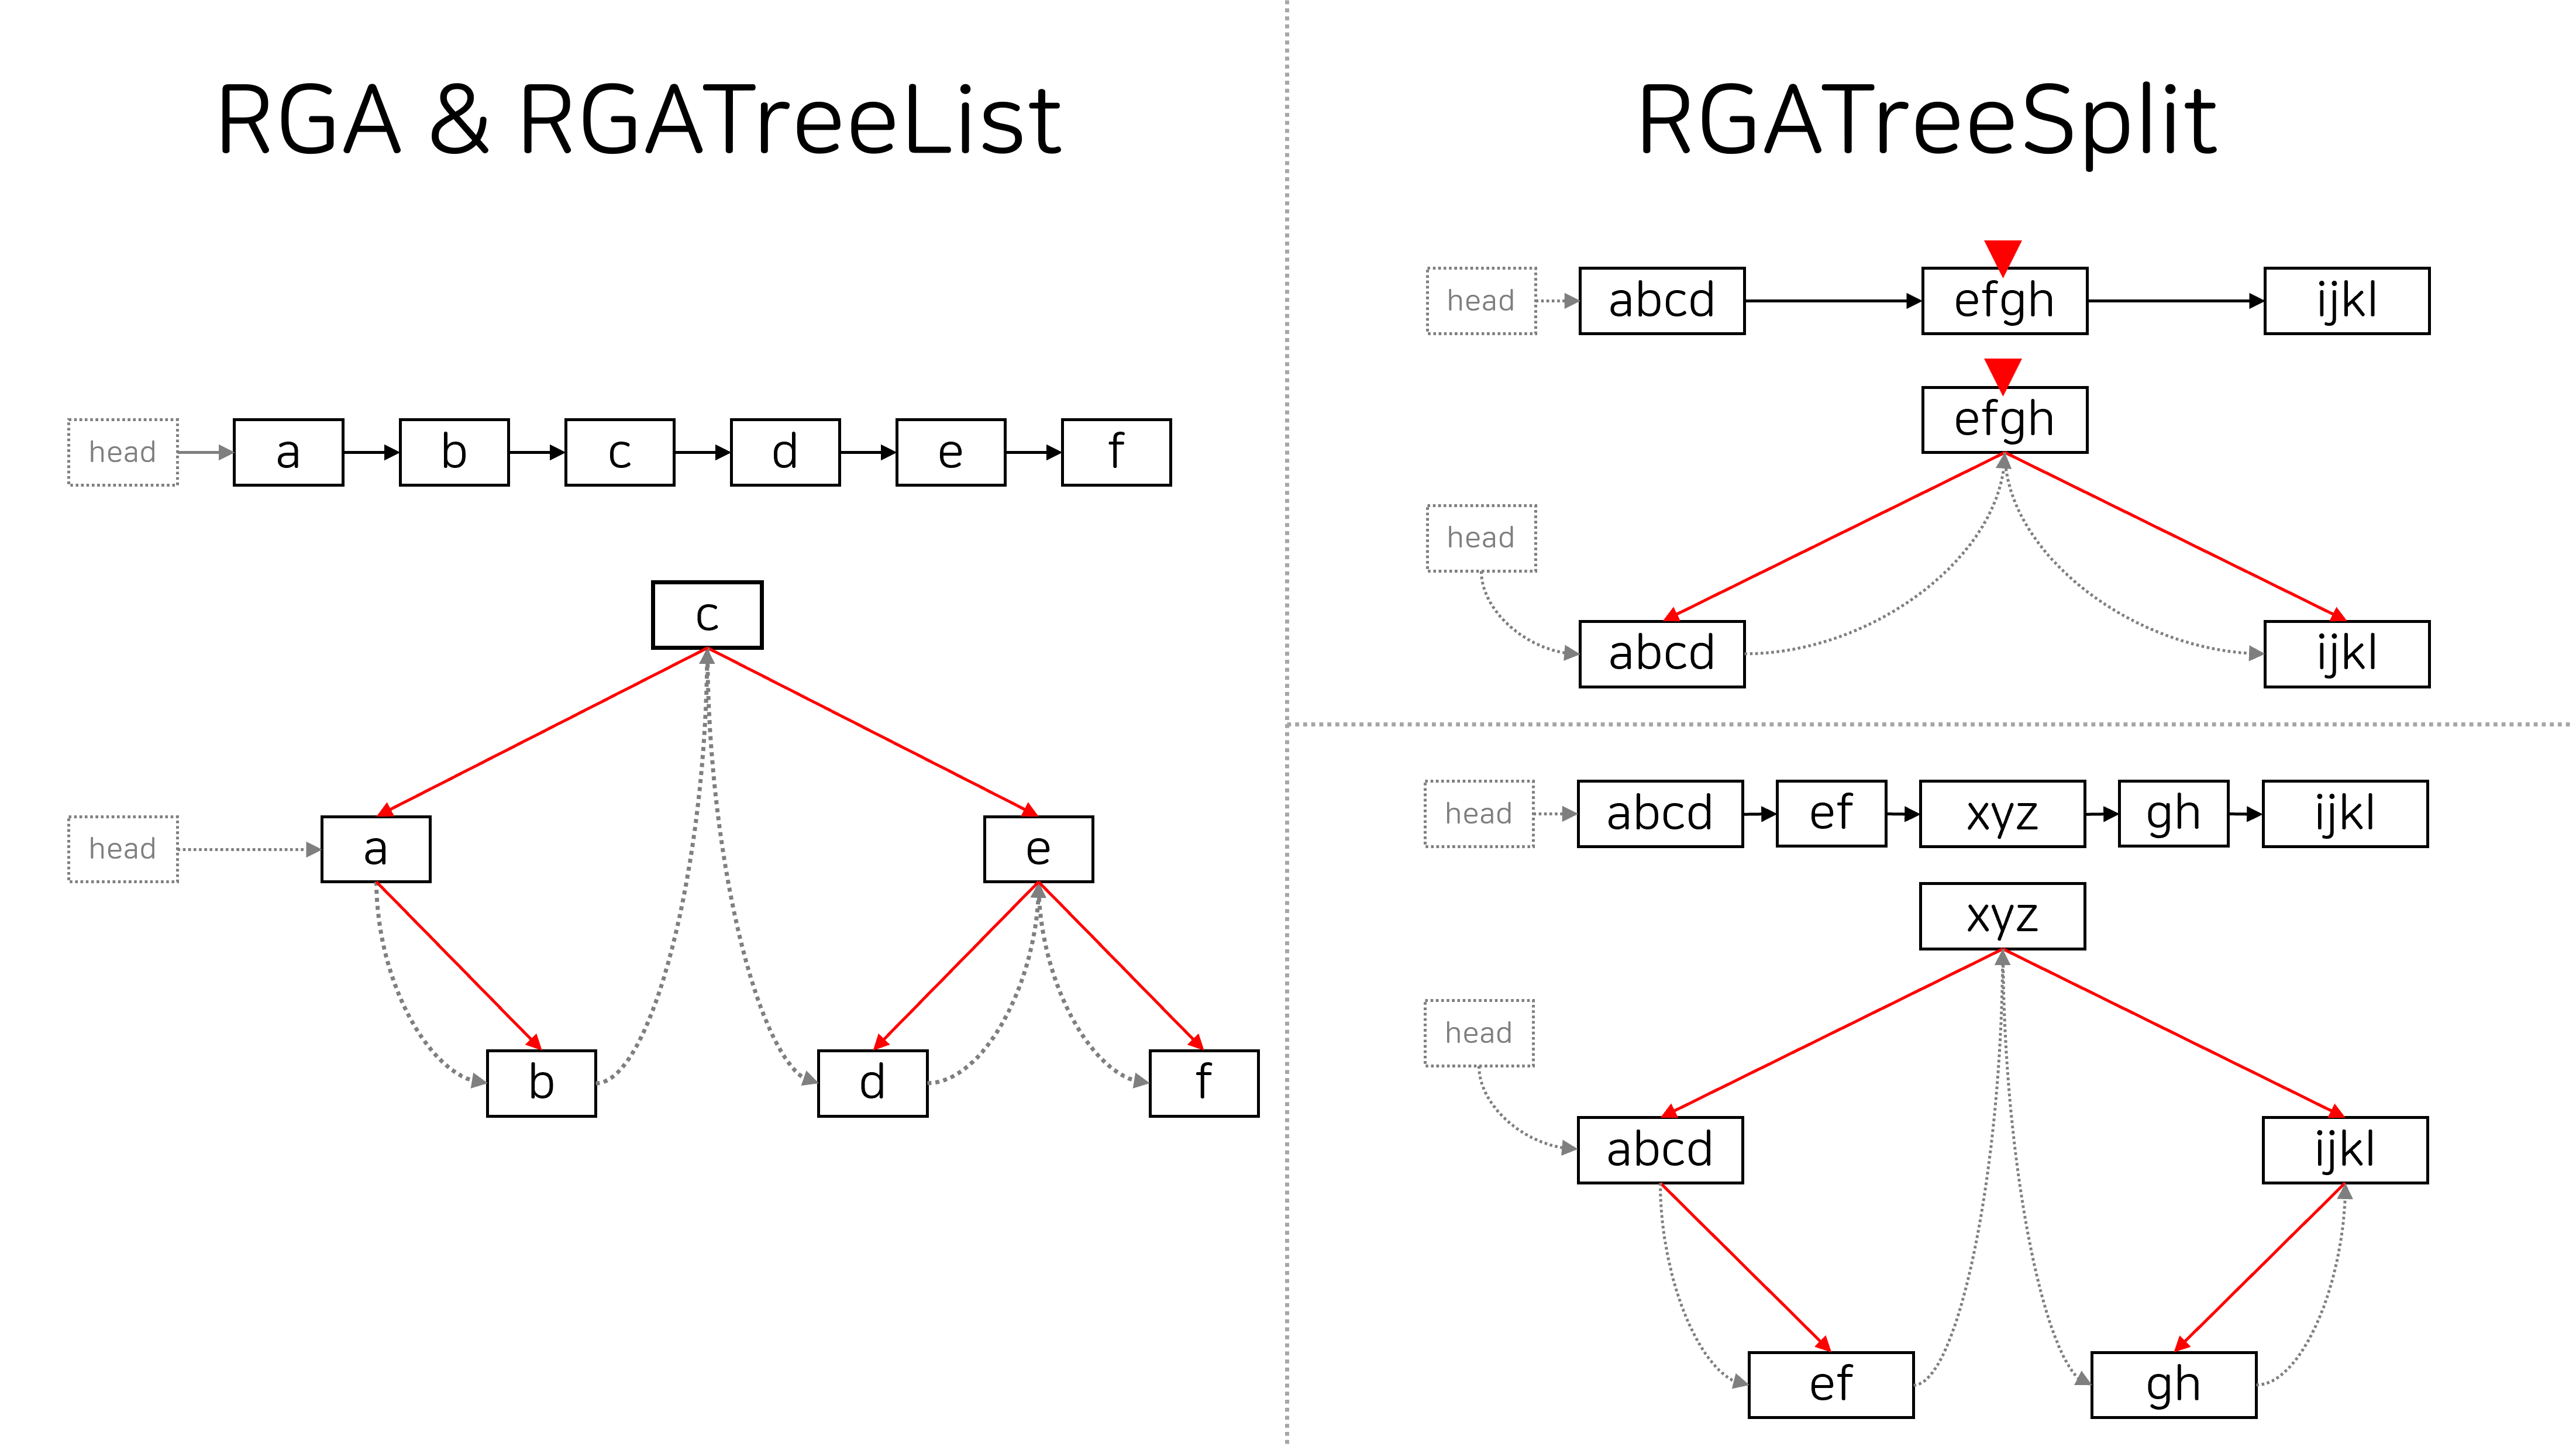 RGA & RGATreeList
head
a
b
c
d
e
f
c
head
a
e
b
d
f
RGATreeSplit
head
abcd
efgh
ijkl
efgh
head
abcd
ijkl
head
abcd
ef
xyz
gh
ijkl
xyz
head
abcd
ijkl
ef
gh